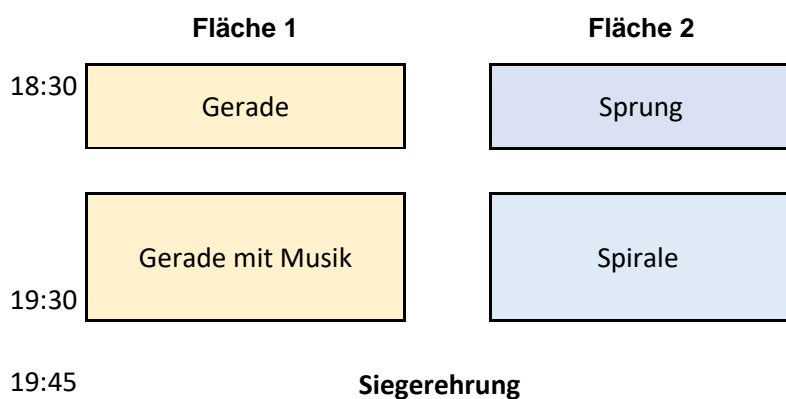 Fläche 1 Fläche 2
18:30 Gerade Sprung
Gerade mit Musik Spirale
19:30
19:45 Siegerehrung